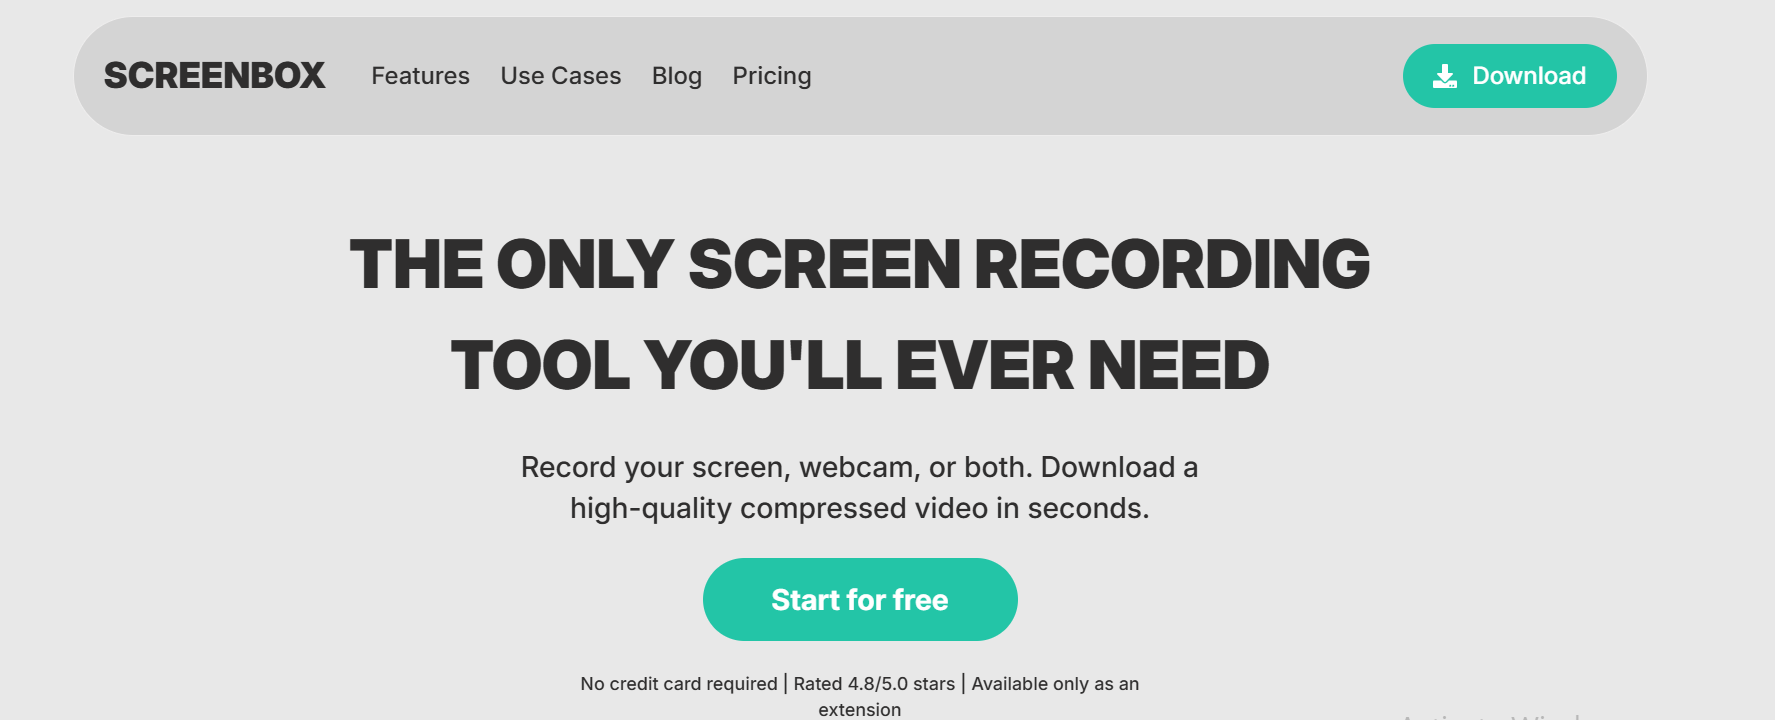 SCREENBOX Features Use Cases Blog Pricing Download
THE ONLY SCREEN RECORDING
TOOL YOU'LL EVER NEED
Record your screen, webcam, or both. Download a
high-quality compressed video in seconds.
Start for free
No credit card required | Rated 4.8/5.0 stars | Available only as an
extension